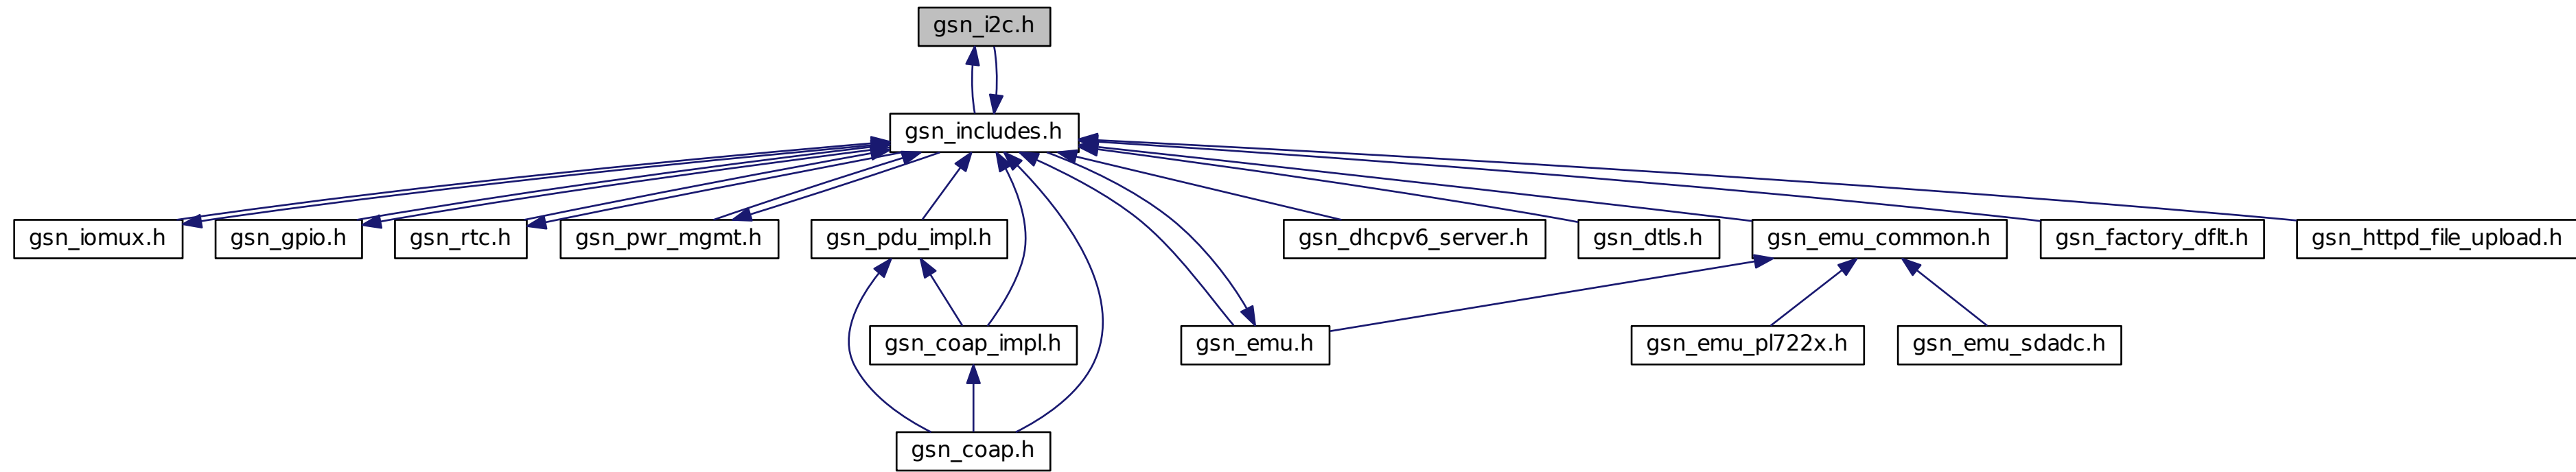 gsn_i2c.h
gsn_includes.h
gsn_iomux.h
gsn_gpio.h
gsn_rtc.h
gsn_pwr_mgmt.h
gsn_pdu_impl.h
gsn_dhcpv6_server.h
gsn_dtls.h
gsn_emu_common.h
gsn_factory_dflt.h
gsn_httpd_file_upload.h
gsn_coap_impl.h
gsn_emu.h
gsn_emu_pl722x.h
gsn_emu_sdadc.h
gsn_coap.h